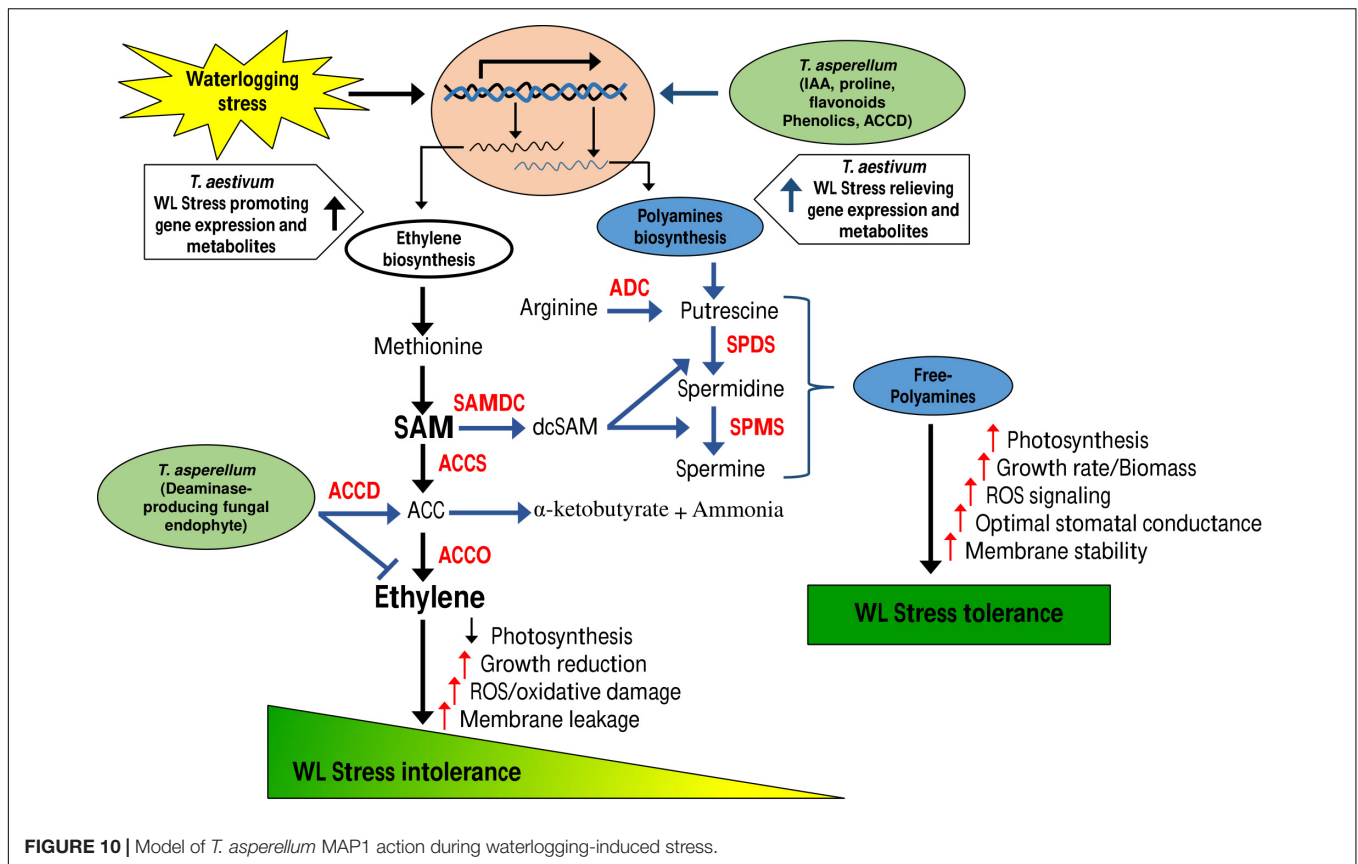 Waterlogging
stress
T. asperellum
(IAA, proline,
flavonoids
Phenolics, ACCD)
T. aestivum
WL Stress promoting
gene expression and
metabolites
T. aestivum
WL Stress relieving
gene expression and
metabolites
Ethylene
biosynthesis
Polyamines
biosynthesis
Arginine
ADC
Putrescine
Methionine
SPDS
Spermidine
Free-
Polyamines
SAM
SAMDC
dcSAM
SPMS
Spermine
ACCS
T. asperellum
(Deaminase-
producing fungal
endophyte)
ACCD
ACC
α-ketobutyrate + Ammonia
ACCO
Ethylene
Photosynthesis
Growth rate/Biomass
ROS signaling
Optimal stomatal conductance
Membrane stability
WL Stress tolerance
Photosynthesis
Growth reduction
ROS/oxidative damage
Membrane leakage
WL Stress intolerance
FIGURE 10 | Model of T. asperellum MAP1 action during waterlogging-induced stress.